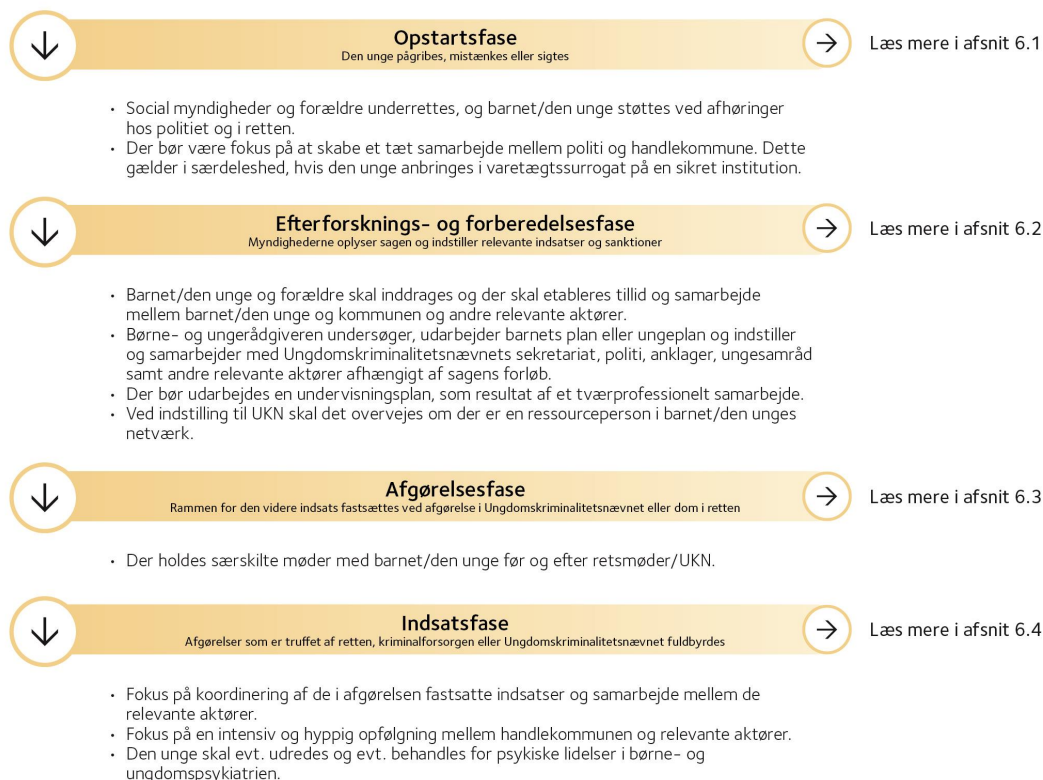 Opstartsfase
Den unge pågribes, mistænkes eller sigtes
Læs mere i afsnit 6.1
• Social myndigheder og forældre underrettes, og barnet/den unge støttes ved afhøringer
hos politiet og i retten.
• Der bør være fokus på at skabe et tæt samarbejde mellem politi og handlekommune. Dette
gælder i særdeleshed, hvis den unge anbringes i varetægtssurrogat på en sikret institution.
Efterforsknings- og forberedelsesfase
Myndighederne oplyser sagen og indstiller relevante indsatser og sanktioner
Læs mere i afsnit 6.2
• Barnet/den unge og forældre skal inddrages og der skal etableres tillid og samarbejde
mellem barnet/den unge og kommunen og andre relevante aktører.
• Børne- og ungerådgiveren undersøger, udarbejder barnets plan eller ungeplan og indstiller
og samarbejder med Ungdomskriminalitetsnævnets sekretariat, politi, anklager, ungesamråd
samt andre relevante aktører afhængigt af sagens forløb.
• Der bør udarbejdes en undervisningsplan, som resultat af et tværprofessionelt samarbejde.
• Ved indstilling til UKN skal det overvejes om der er en ressourceperson i barnet/den unges
netværk.
Afgørelsesfase
Rammen for den videre indsats fastsættes ved afgørelse i Ungdomskriminalitetsnævnet eller dom i retten
Læs mere i afsnit 6.3
• Der holdes særskilte møder med barnet/den unge før og efter retsmøder/UKN.
Indsatsfase
Afgørelser som er truffet af retten, kriminalforsorgen eller Ungdomskriminalitetsnævnet fuldbyrdes
Læs mere i afsnit 6.4
• Fokus på koordinering af de i afgørelsen fastsatte indsatser og samarbejde mellem de
relevante aktører.
• Fokus på en intensiv og hyppig opfølgning mellem handlekommunen og relevante aktører.
• Den unge skal evt. udredes og evt. behandles for psykiske lidelser i børne- og
ungdomspsykiatrien.